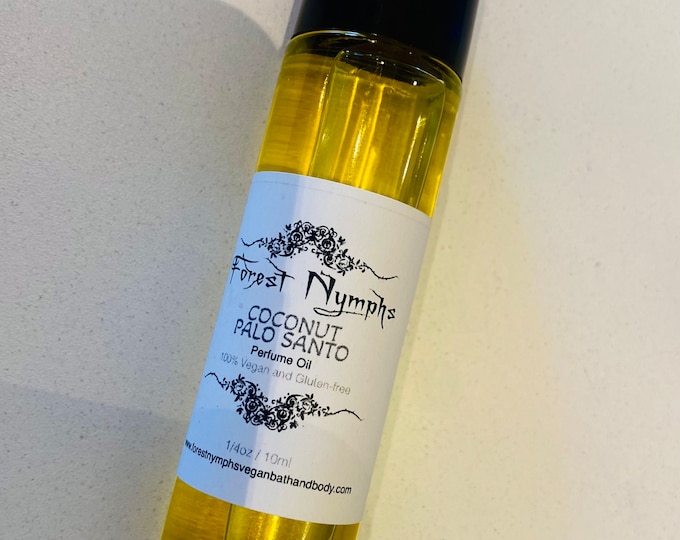 Forest Nymphs
COCONUT
PALO SANTO
Perfume Oil
100% Vegan and Gluten-free
1/4oz / 10ml
www.forestnymphsveganbathandbody.com